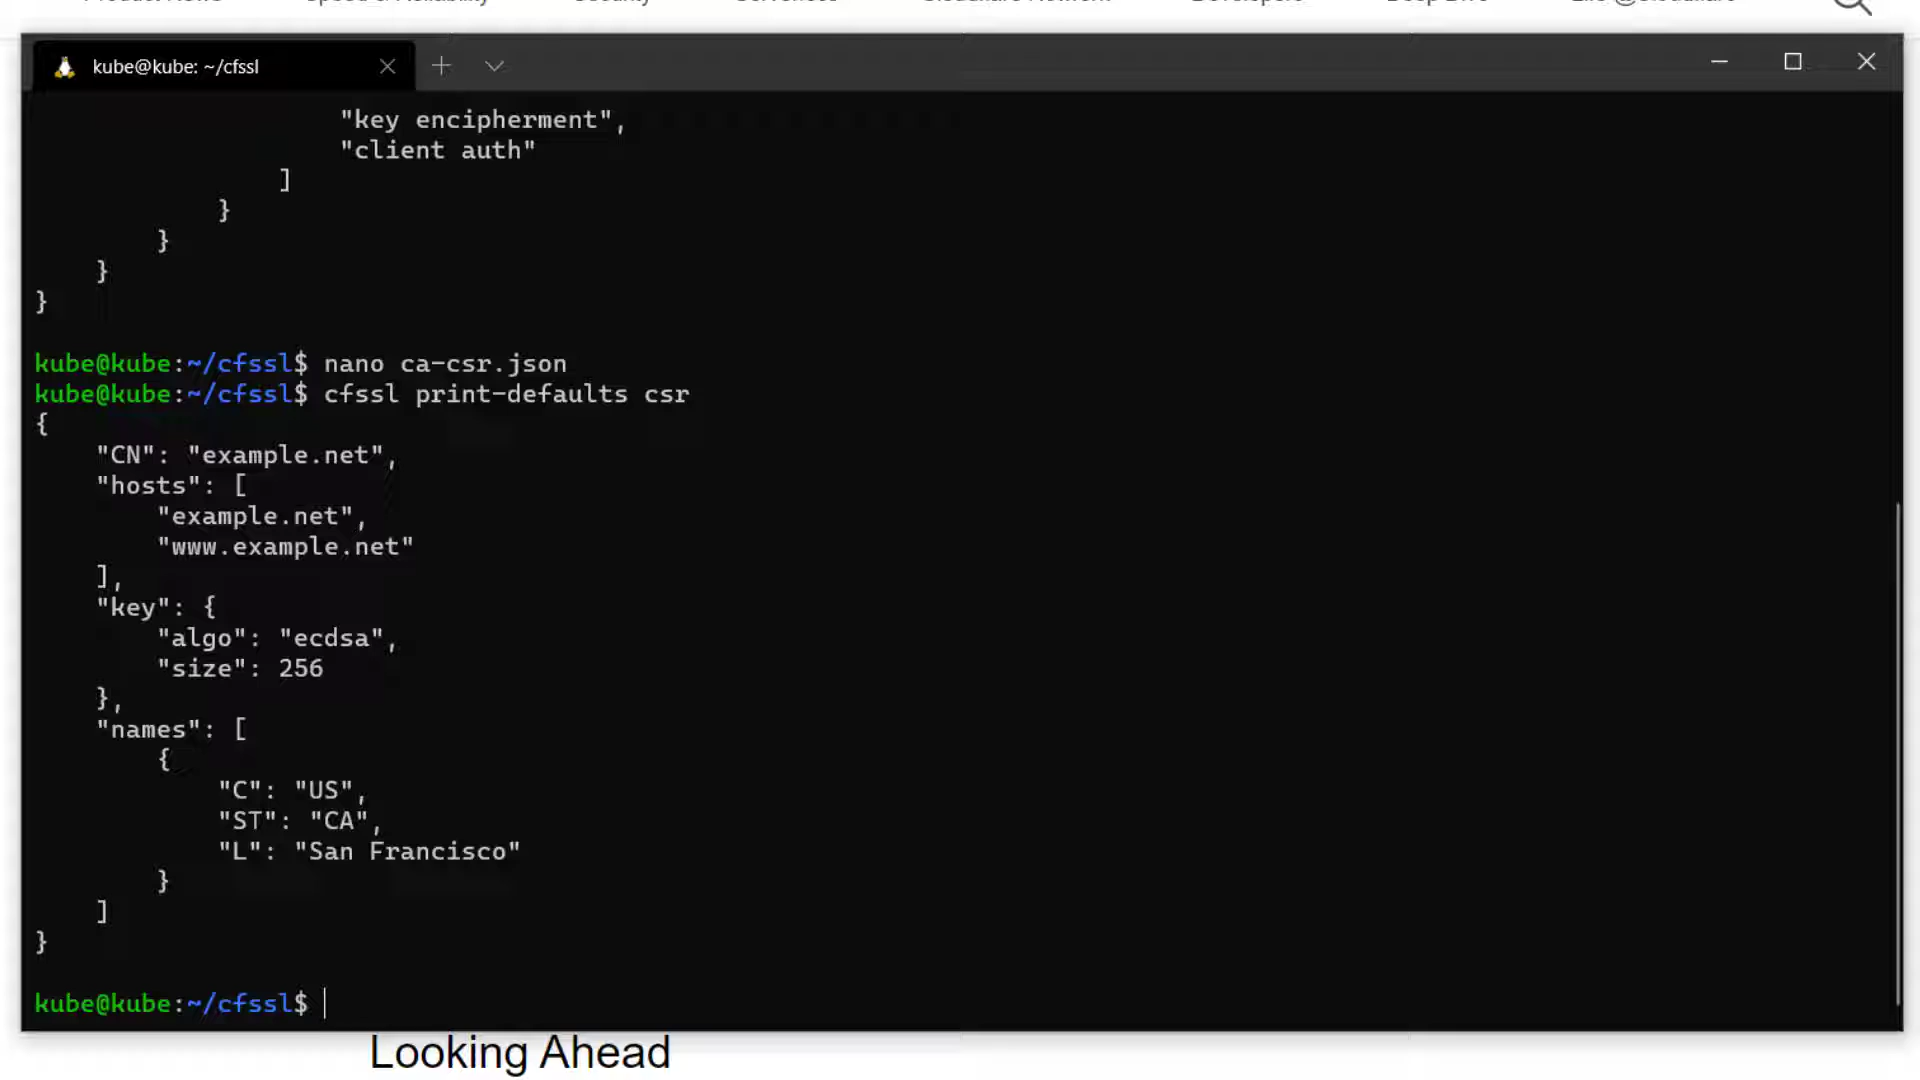 kube@kube: ~/cfssl
"key encipherment",
"client auth"
]
}
}
}
}
kube@kube:~/cfssl$ nano ca-csr.json
kube@kube:~/cfssl$ cfssl print-defaults csr
{
"CN": "example.net",
"hosts": [
"example.net",
"www.example.net"
],
"key": {
"algo": "ecdsa",
"size": 256
},
"names": [
{
"C": "US",
"ST": "CA",
"L": "San Francisco"
}
]
}
kube@kube:~/cfssl$
Looking Ahead